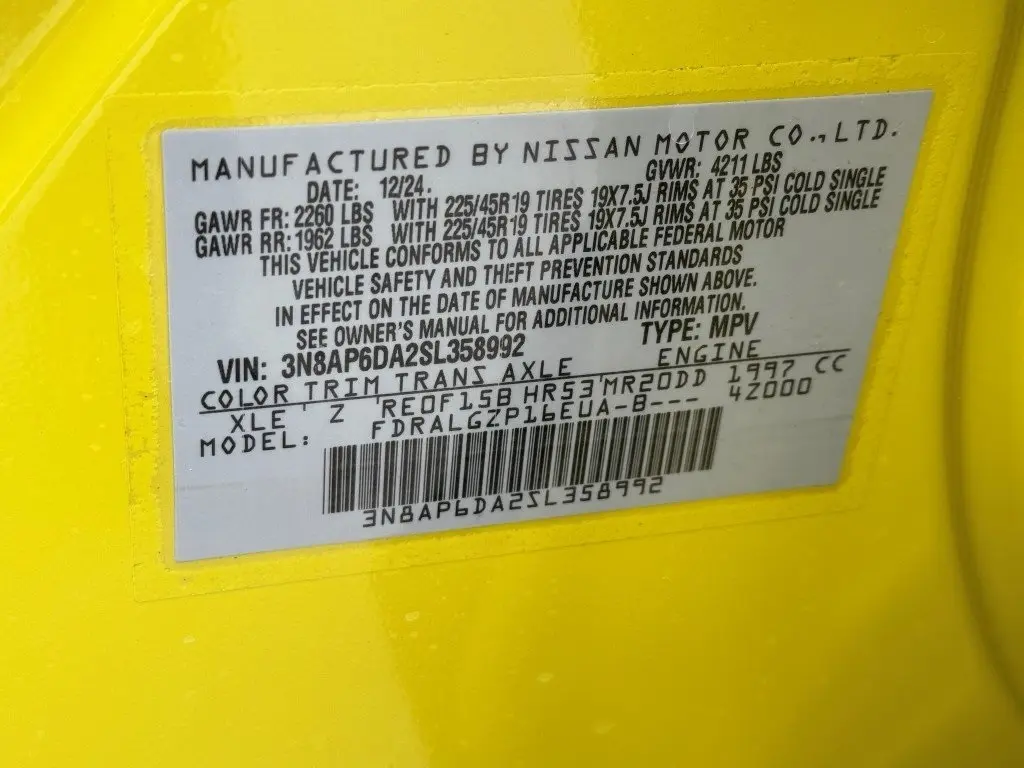 MANUFACTURED BY NISSAN MOTOR CO., LTD.
DATE: 12/24. GVWR: 4211 LBS
GAWR FR: 2260 LBS WITH 225/45R19 TIRES 19X7.5J RIMS AT 35 PSI COLD SINGLE
GAWR RR: 1962 LBS WITH 225/45R19 TIRES 19X7.5J RIMS AT 35 PSI COLD SINGLE
THIS VEHICLE CONFORMS TO ALL APPLICABLE FEDERAL MOTOR
VEHICLE SAFETY AND THEFT PREVENTION STANDARDS
IN EFFECT ON THE DATE OF MANUFACTURE SHOWN ABOVE.
SEE OWNER'S MANUAL FOR ADDITIONAL INFORMATION.
VIN: 3N8AP6DA2SL358992 TYPE: MPV
COLOR TRIM TRANS AXLE ENGINE
XLE Z RE0F15B HR53 MR20DD 1997 CC
MODEL: FDRALGZP16EUA-B--- 4Z000
3N8AP6DA2SL358992